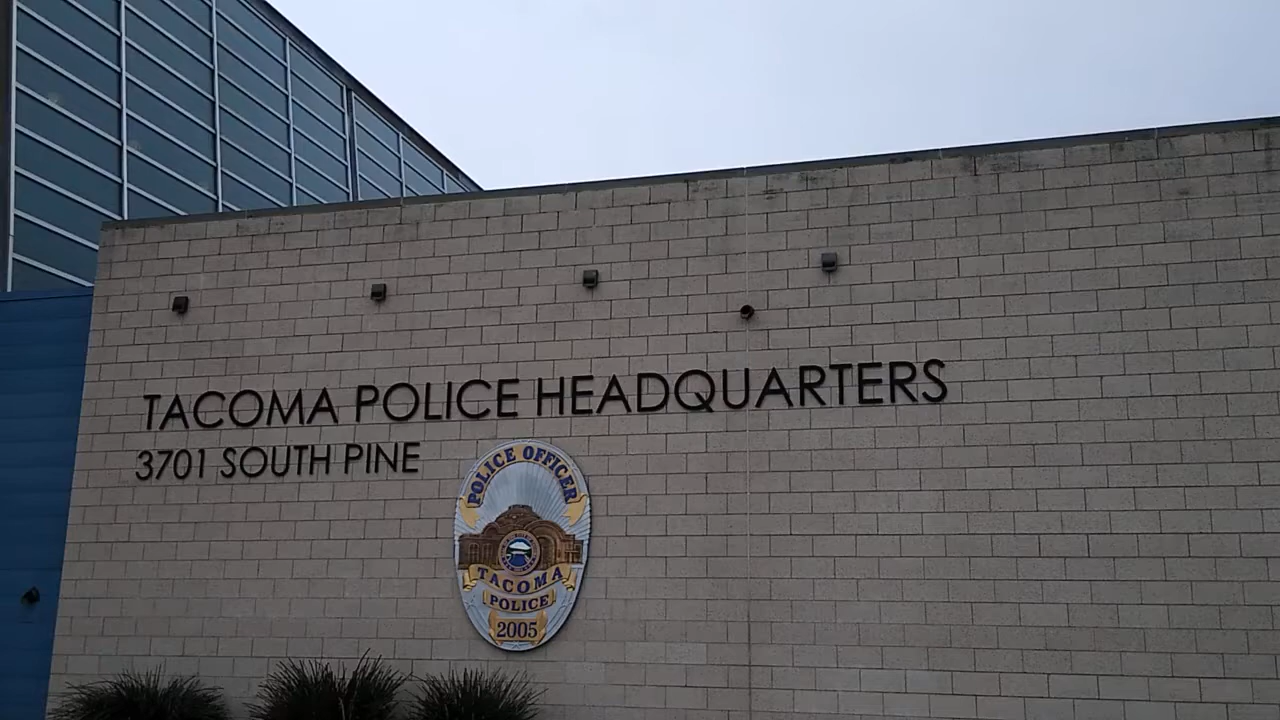 TACOMA POLICE HEADQUARTERS
3701 SOUTH PINE
POLICE OFFICER
TACOMA
POLICE
2005